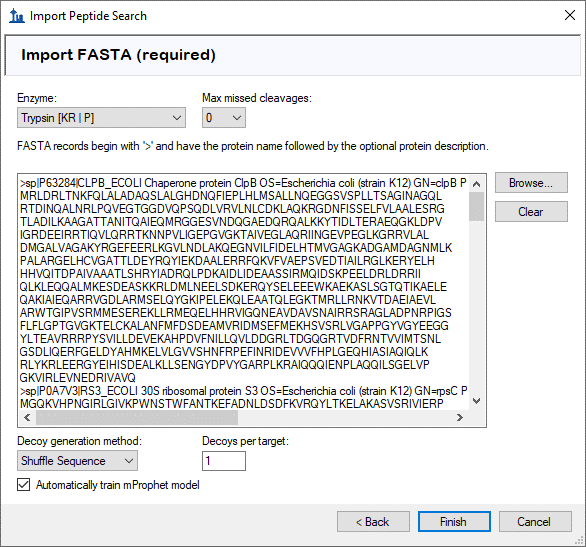 Import Peptide Search
Import FASTA (required)
Enzyme:
Max missed cleavages:
Trypsin [KR | P]
0
FASTA records begin with '>' and have the protein name followed by the optional protein description.
>sp|P63284|CLPB_ECOLI Chaperone protein ClpB OS=Escherichia coli (strain K12) GN=clpB P
MRLDRLTNKFQLALADAQSLALGHDNQFIEPLHLMSALLNQEGGSVSPLLTSAGINAGQL
RTDINQALNRLPQVEGTGGDVQPSQDLVRVLNLCDKLAQKRGDNFISSELFVLAALESRG
TLADILKAAGATTANITQAIEQMRGGESVNDQGAEDQRQALKKYTIDLTERAEQGKLDPV
IGRDEEIRRTIQVLQRRTKNNPVLIGEPGVGKTAIVEGLAQRIINGEVPEGLKGRRVLAL
DMGALVAGAKYRGEFEERLKGVLNDLAKQEGNVILFIDELHTMVGAGKADGAMDAGNMLK
PALARGELHCVGATTLDEYRQYIEKDAALERRFQKVFVAEPSVEDTIAILRGLKERYELH
HHVQITDPAIVAAATLSHRYIADRQLPDKAIDLIDEAASSIRMQIDSKPEELDRLDRRII
QLKLEQQALMKESDEASKKRLDMLNEELSDKERQYSELEEEWKAEKASLSGTQTIKAELE
QAKIAIEQARRVGDLARMSELQYGKIPELEKQLEAATQLEGKTMRLLRNKVTDAEIAEVL
ARWTGIPVSRMMESEREKLLRMEQELHHRVIGQNEAVDAVSNAIRRSRAGLADPNRPIGS
FLFLGPTGVGKTELCKALANFMFDSDEAMVRIDMSEFMEKHSVSRLVGAPPGYVGYEEGG
YLTEAVRRRPYSVILLDEVEKAHPDVFNILLQVLDDGRLTDGQGRTVDFRNTVVIMTSNL
GSDLIQERFGELDYAHMKELVLGVVSHNFRPEFINRIDEVVVFHPLGEQHIASIAQIQLK
RLYKRLEERGYEIHISDEALKLLSENGYDPVYGARPLKRAIQQQIENPLAQQILSGELVP
GKVIRLEVNEDRIVAVQ
>sp|P0A7V3|RS3_ECOLI 30S ribosomal protein S3 OS=Escherichia coli (strain K12) GN=rpsC P
MGQKVHPNGIRLGIVKPWNSTWFANTKEFADNLDSDFKVRQYLTKELAKASVSRIVIERP
Browse...
Clear
Decoy generation method:
Decoys per target:
Shuffle Sequence
1
Automatically train mProphet model
< Back
Finish
Cancel